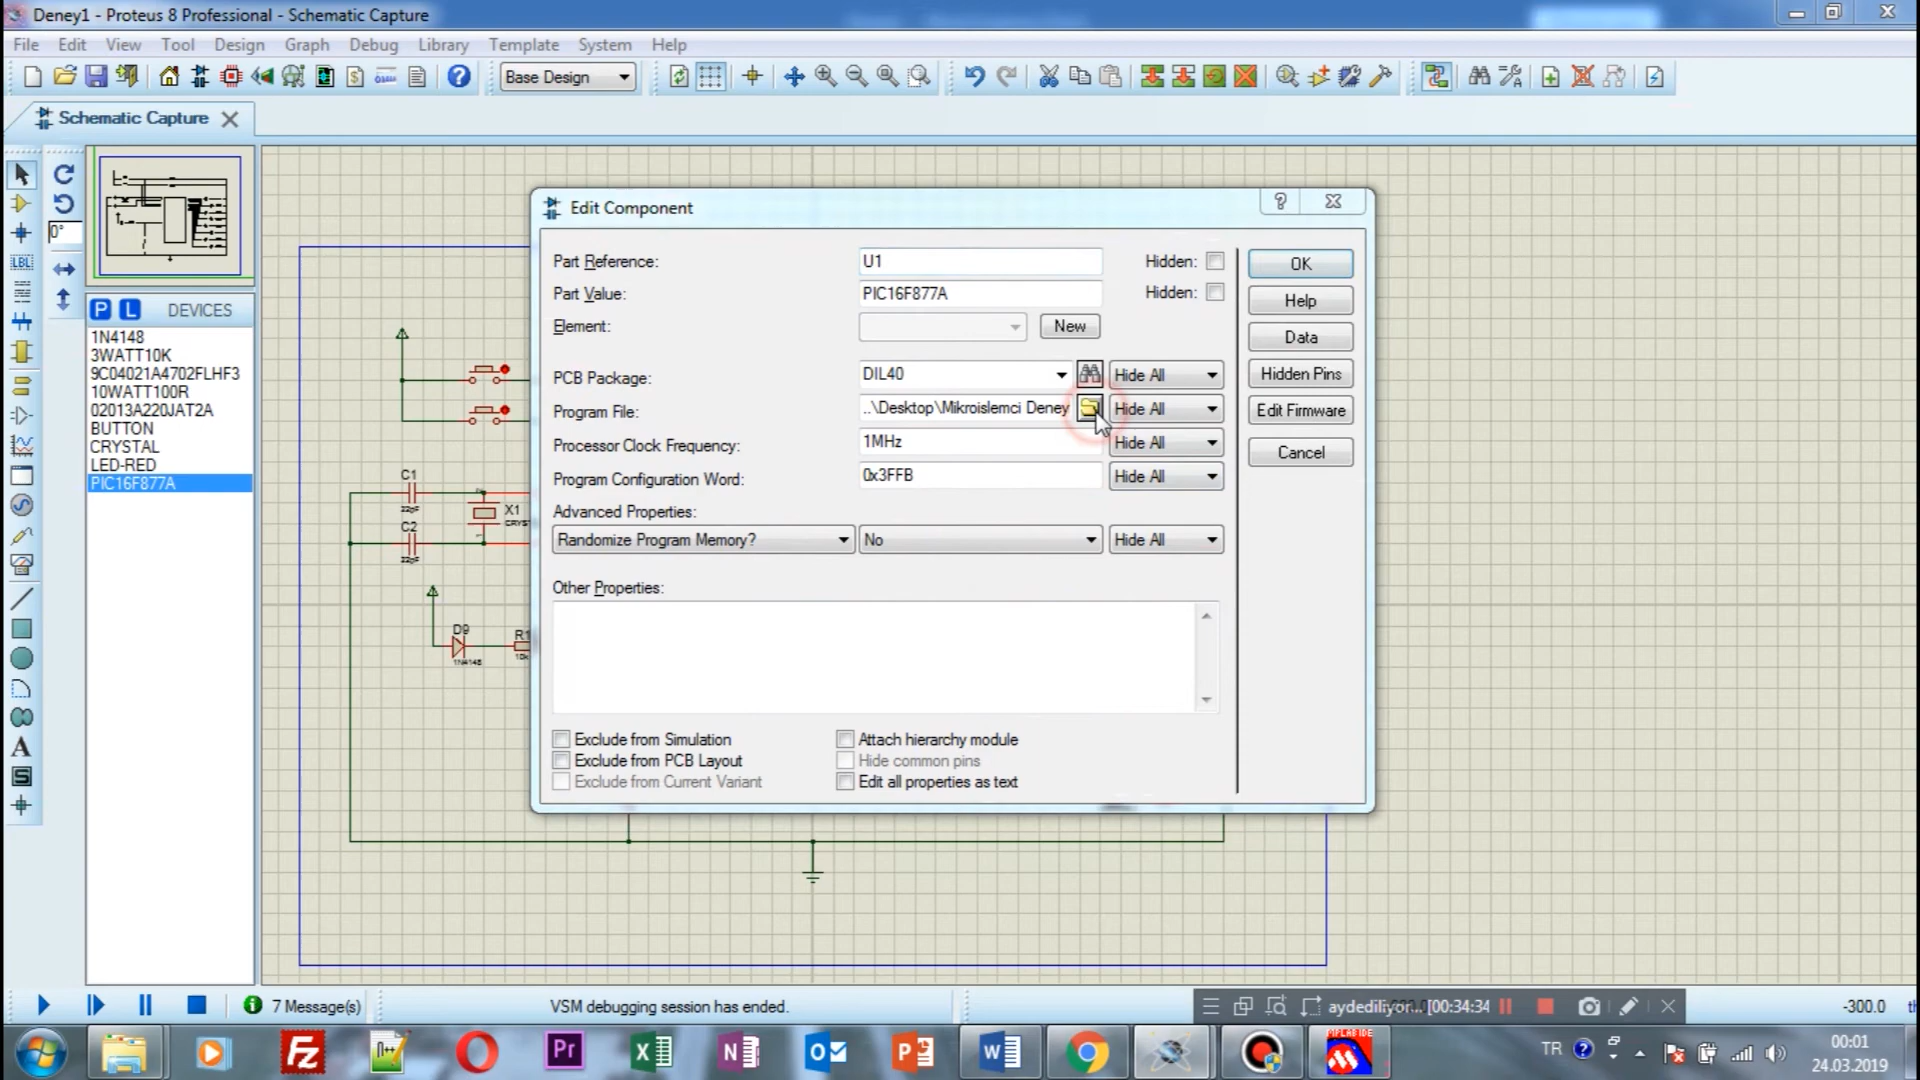 Deney1 - Proteus 8 Professional - Schematic Capture
File Edit View Tool Design Graph Debug Library Template System Help
Base Design
Schematic Capture
0°
P L DEVICES
1N4148
3WATT10K
9C04021A4702FLHF3
10WATT100R
02013A220JAT2A
BUTTON
CRYSTAL
LED-RED
PIC16F877A
LBL
A
S
C1
22pF
X1
C2
22pF
D9
1N4148
Edit Component
Part Reference: U1 Hidden:
Part Value: PIC16F877A Hidden:
Element: New
PCB Package: DIL40 Hide All
Program File: ..\Desktop\Mikroislemci Deney Hide All
Processor Clock Frequency: 1MHz Hide All
Program Configuration Word: 0x3FFB Hide All
Advanced Properties:
Randomize Program Memory? No Hide All
Other Properties:
Exclude from Simulation Attach hierarchy module
Exclude from PCB Layout Hide common pins
Exclude from Current Variant Edit all properties as text
OK
Help
Data
Hidden Pins
Edit Firmware
Cancel
7 Message(s) VSM debugging session has ended. aydediliyor... [00:34:34 -300.0
TR 00:01
24.03.2019